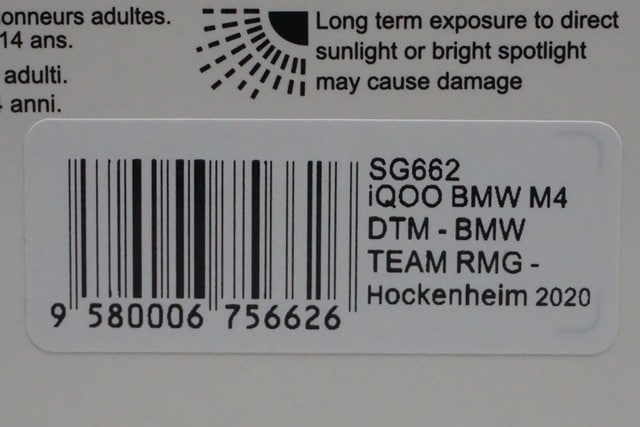 onneurs adultes.
14 ans.
adulti.
anni.
Long term exposure to direct
sunlight or bright spotlight
may cause damage
SG662
iQOO BMW M4
DTM - BMW
TEAM RMG -
Hockenheim 2020
9 580006 756626